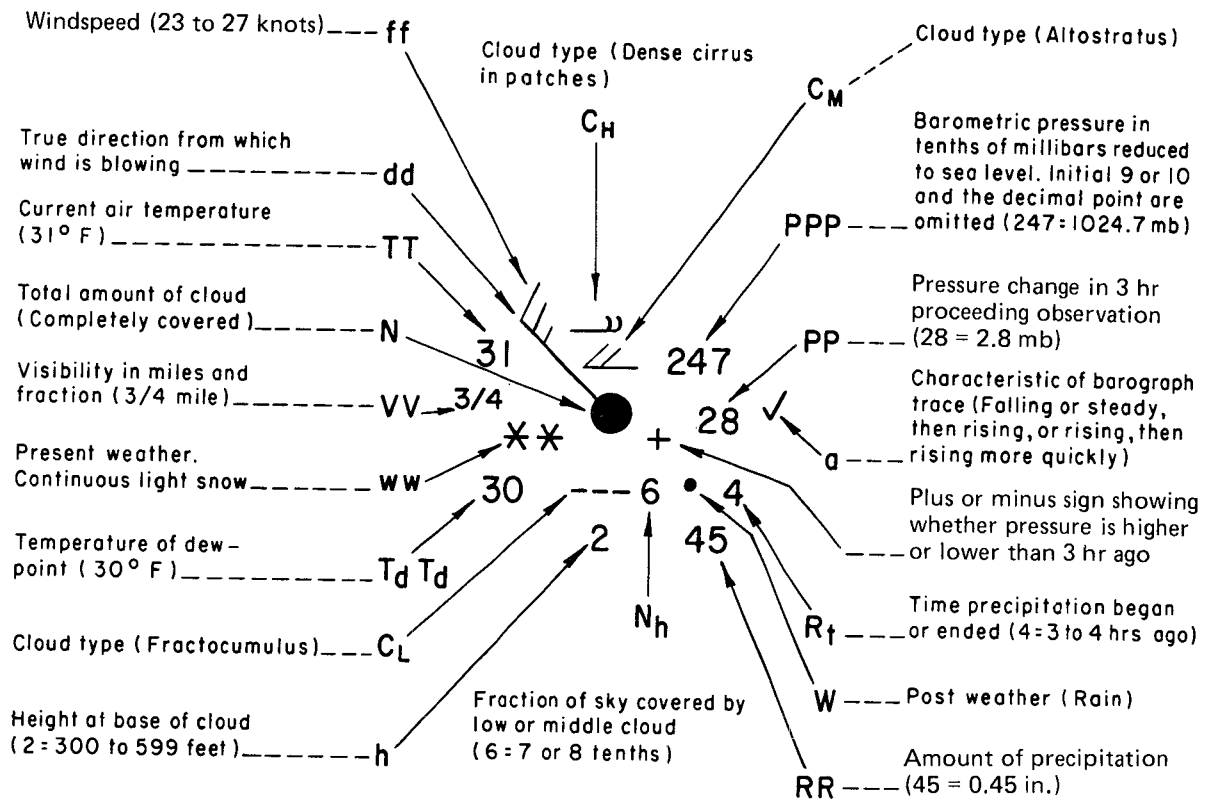 Windspeed (23 to 27 knots)---ff
Cloud type (Dense cirrus
in patches)
CH
Cloud type (Altostratus)
CM
True direction from which
wind is blowing ---------- dd
Current air temperature
(31° F)---------------TT
Total amount of cloud
(Completely covered)------N
Visibility in miles and
fraction (3/4 mile)-------VV
Present weather.
Continuous light snow------ww
Temperature of dew-
point (30° F)----------Td Td
Cloud type (Fractocumulus)---CL
Height at base of cloud
(2=300 to 599 feet)------h
31
247
3/4
28 ✓
** +
30 ---6 • 4
2 45
Nh
Fraction of sky covered by
low or middle cloud
(6=7 or 8 tenths)
Barometric pressure in
tenths of millibars reduced
to sea level. Initial 9 or 10
and the decimal point are
PPP---omitted (247=1024.7 mb)
Pressure change in 3 hr
proceeding observation
PP---(28 = 2.8 mb)
Characteristic of barograph
trace (Falling or steady,
then rising, or rising, then
a---rising more quickly)
Plus or minus sign showing
whether pressure is higher
---or lower than 3 hr ago
Time precipitation began
Rt---or ended (4=3 to 4 hrs ago)
W---Post weather (Rain)
Amount of precipitation
RR---(45 = 0.45 in.)